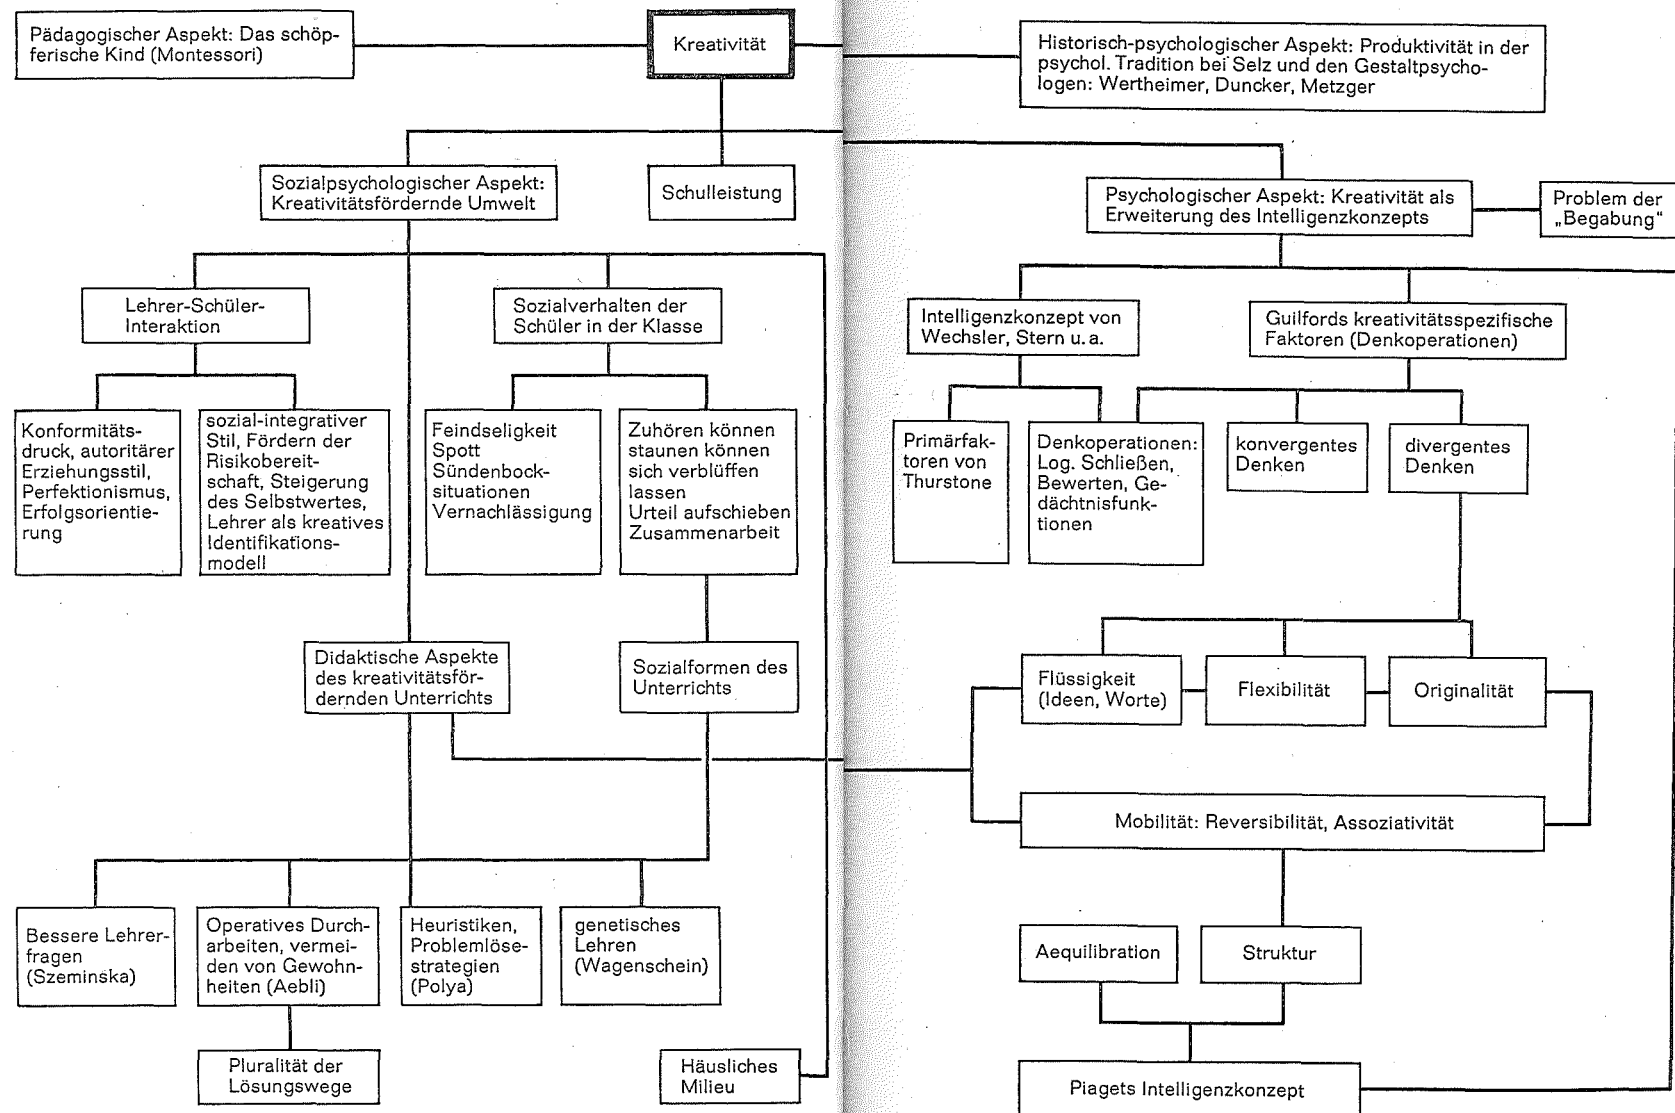 Pädagogischer Aspekt: Das schöp-
ferische Kind (Montessori)
Kreativität
Historisch-psychologischer Aspekt: Produktivität in der
psychol. Tradition bei Selz und den Gestaltpsycho-
logen: Wertheimer, Duncker, Metzger
Sozialpsychologischer Aspekt:
Kreativitätsfördernde Umwelt
Schulleistung
Psychologischer Aspekt: Kreativität als
Erweiterung des Intelligenzkonzepts
Problem der
„Begabung“
Lehrer-Schüler-
Interaktion
Sozialverhalten der
Schüler in der Klasse
Intelligenzkonzept von
Wechsler, Stern u. a.
Guilfords kreativitätsspezifische
Faktoren (Denkoperationen)
Konformitäts-
druck, autoritärer
Erziehungsstil,
Perfektionismus,
Erfolgsorientie-
rung
sozial-integrativer
Stil, Fördern der
Risikobereit-
schaft, Steigerung
des Selbstwertes,
Lehrer als kreatives
Identifikations-
modell
Feindseligkeit
Spott
Sündenbock-
situationen
Vernachlässigung
Zuhören können
staunen können
sich verblüffen
lassen
Urteil aufschieben
Zusammenarbeit
Primärfak-
toren von
Thurstone
Denkoperationen:
Log. Schließen,
Bewerten, Ge-
dächtnisfunk-
tionen
konvergentes
Denken
divergentes
Denken
Didaktische Aspekte
des kreativitätsför-
dernden Unterrichts
Sozialformen des
Unterrichts
Flüssigkeit
(Ideen, Worte)
Flexibilität
Originalität
Mobilität: Reversibilität, Assoziativität
Bessere Lehrer-
fragen
(Szeminska)
Operatives Durch-
arbeiten, vermei-
den von Gewohn-
heiten (Aebli)
Heuristiken,
Problemlöse-
strategien
(Polya)
genetisches
Lehren
(Wagenschein)
Aequilibration
Struktur
Pluralität der
Lösungswege
Häusliches
Milieu
Piagets Intelligenzkonzept